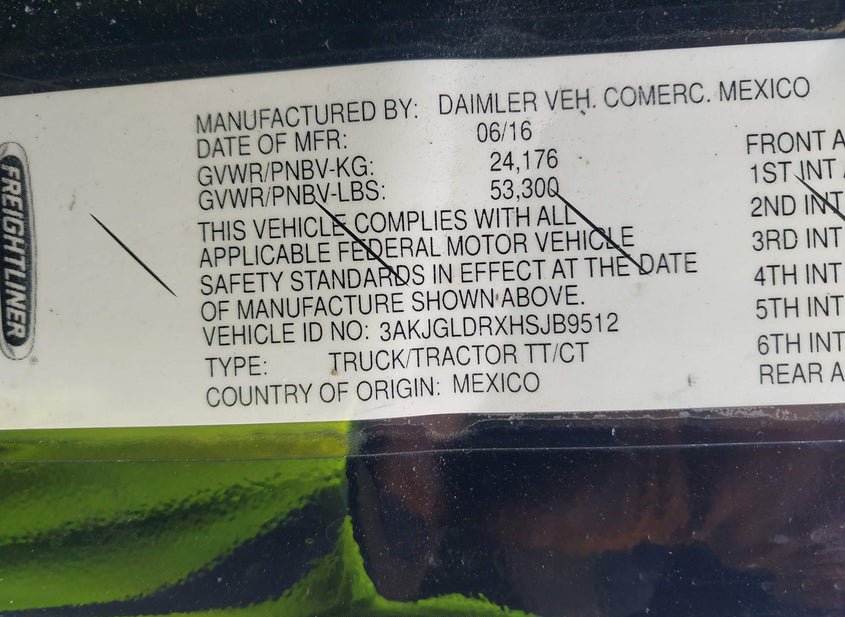 FREIGHTLINER
MANUFACTURED BY: DAIMLER VEH. COMERC. MEXICO
DATE OF MFR: 06/16
GVWR/PNBV-KG: 24,176
GVWR/PNBV-LBS: 53,300
THIS VEHICLE COMPLIES WITH ALL
APPLICABLE FEDERAL MOTOR VEHICLE
SAFETY STANDARDS IN EFFECT AT THE DATE
OF MANUFACTURE SHOWN ABOVE.
VEHICLE ID NO: 3AKJGLDRXHSJB9512
TYPE: TRUCK/TRACTOR TT/CT
COUNTRY OF ORIGIN: MEXICO
FRONT A
1ST INT A
2ND INT
3RD INT
4TH INT
5TH INT
6TH INT
REAR A